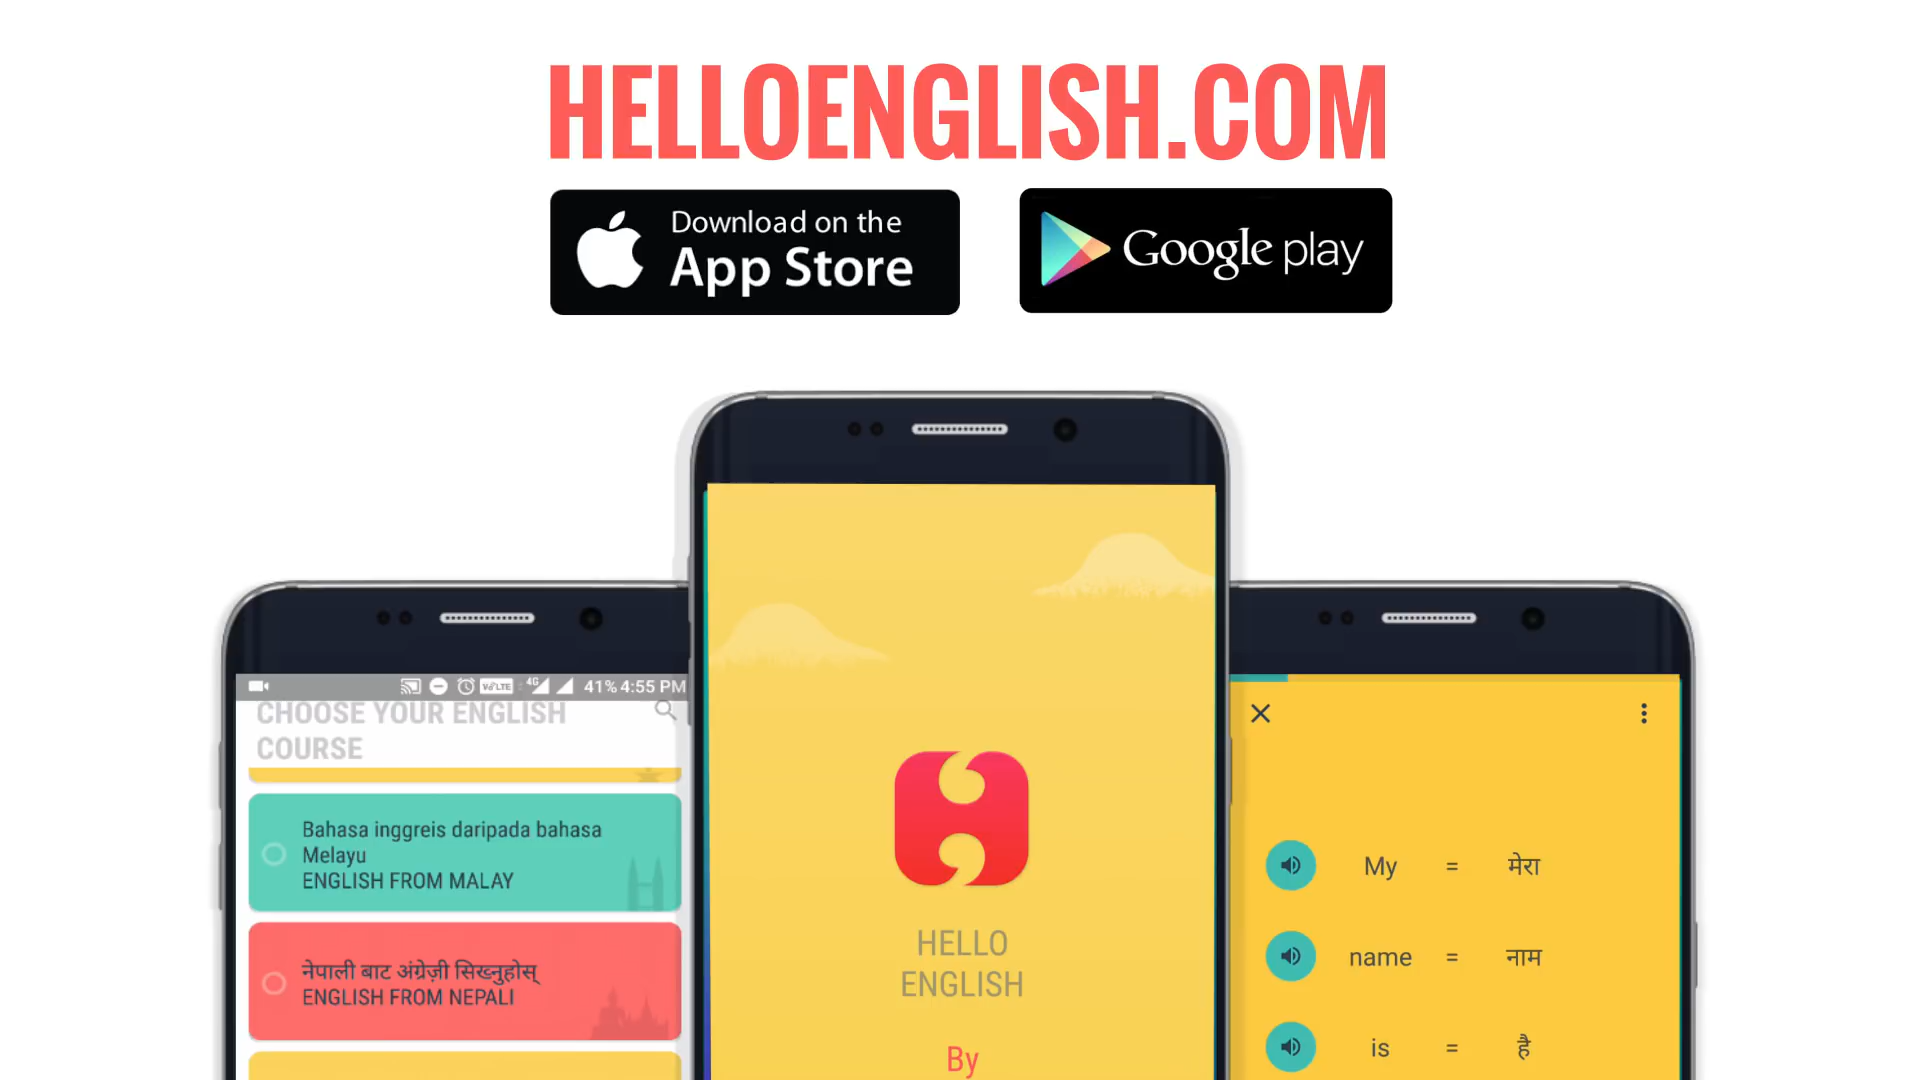 HELLOENGLISH.COM
Download on the
App Store
Google play
41% 4:55 PM
CHOOSE YOUR ENGLISH
COURSE
Bahasa inggreis daripada bahasa
Melayu
ENGLISH FROM MALAY
नेपाली बाट अंग्रेज़ी सिख्नुहोस्
ENGLISH FROM NEPALI
HELLO
ENGLISH
By
My = मेरा
name = नाम
is = है